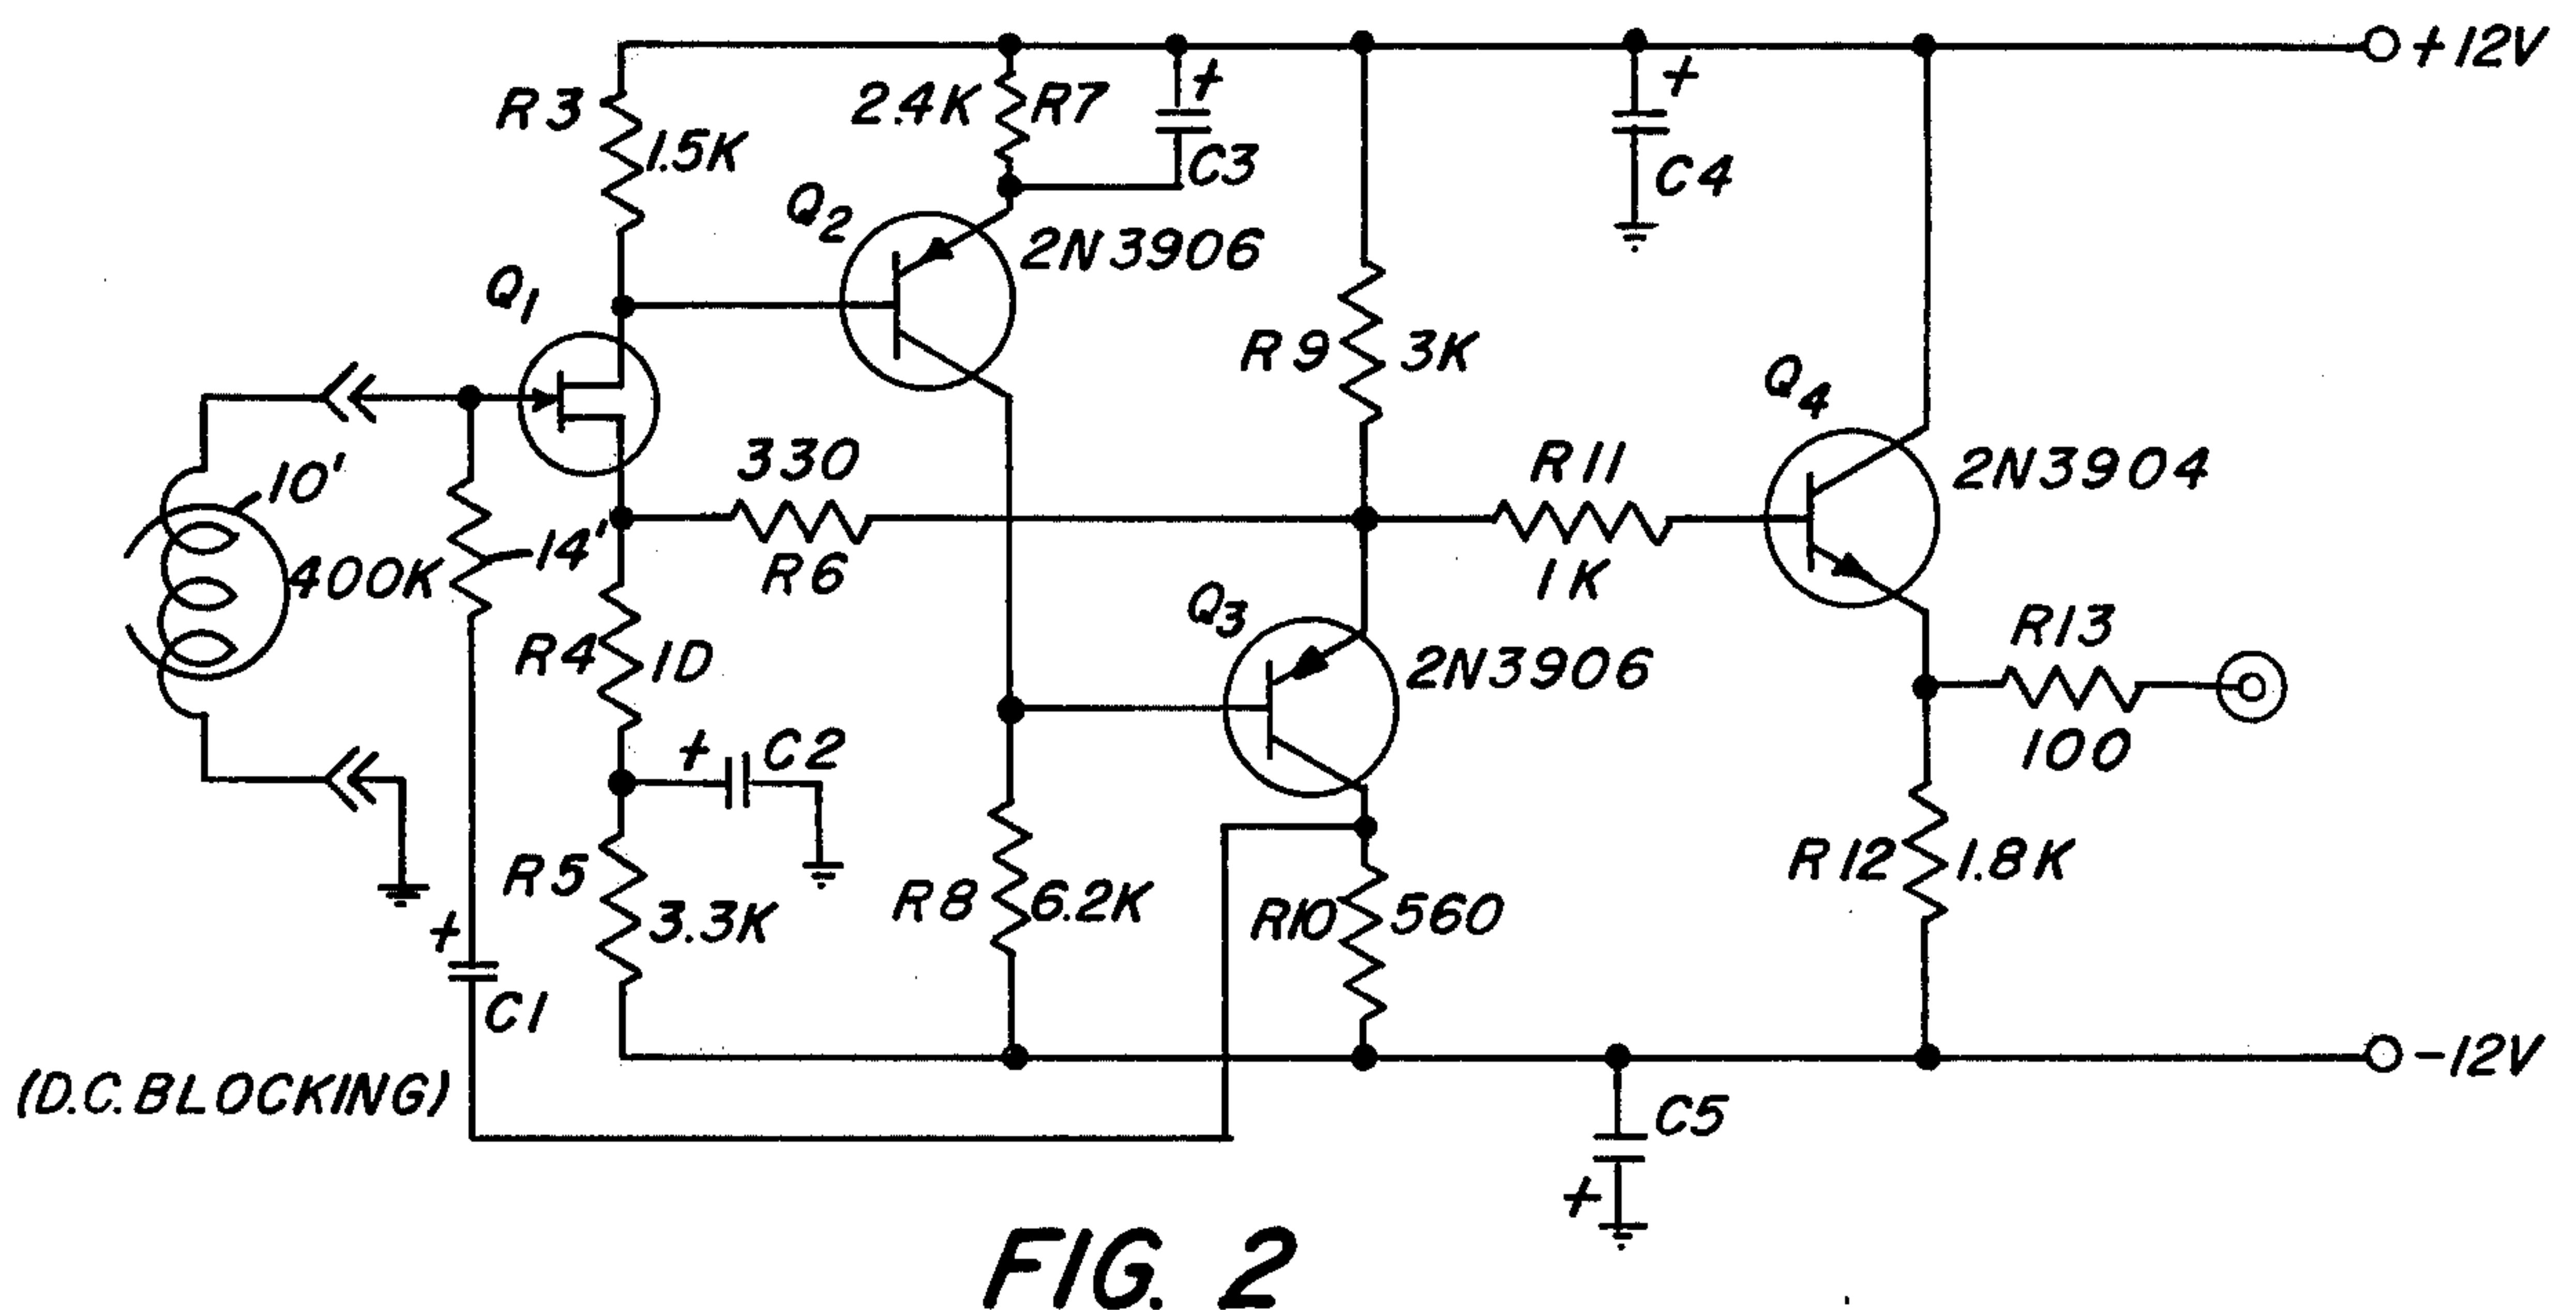 +12V
R3
1.5K
2.4K
R7
+
C3
+
C4
Q2
2N3906
Q1
R9
3K
Q4
2N3904
10'
400K
14'
330
R6
R11
1K
R4
1D
Q3
2N3906
R13
100
+
C2
R5
3.3K
R8
6.2K
R10
560
R12
1.8K
+
C1
(D.C. BLOCKING)
-12V
C5
+
FIG. 2